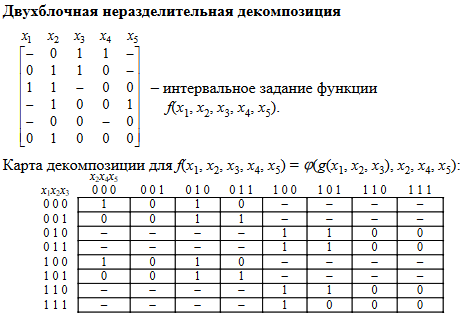 Двухблочная неразделительная декомпозиция
x₁ x₂ x₃ x₄ x₅
– 0 1 1 –
0 1 1 0 –
1 1 – 0 0 – интервальное задание функции
– 1 0 0 1 f(x₁, x₂, x₃, x₄, x₅).
– 0 0 – 0
0 1 0 0 0
Карта декомпозиции для f(x₁, x₂, x₃, x₄, x₅) = φ(g(x₁, x₂, x₃), x₂, x₄, x₅):
x₂x₄x₅
x₁x₂x₃ 0 0 0 0 0 1 0 1 0 0 1 1 1 0 0 1 0 1 1 1 0 1 1 1
0 0 0 1 0 1 0 – – – –
0 0 1 0 0 1 1 – – – –
0 1 0 – – – – 1 1 0 0
0 1 1 – – – – 1 1 0 0
1 0 0 1 0 1 0 – – – –
1 0 1 0 0 1 1 – – – –
1 1 0 – – – – 1 1 0 0
1 1 1 – – – – 1 0 0 0